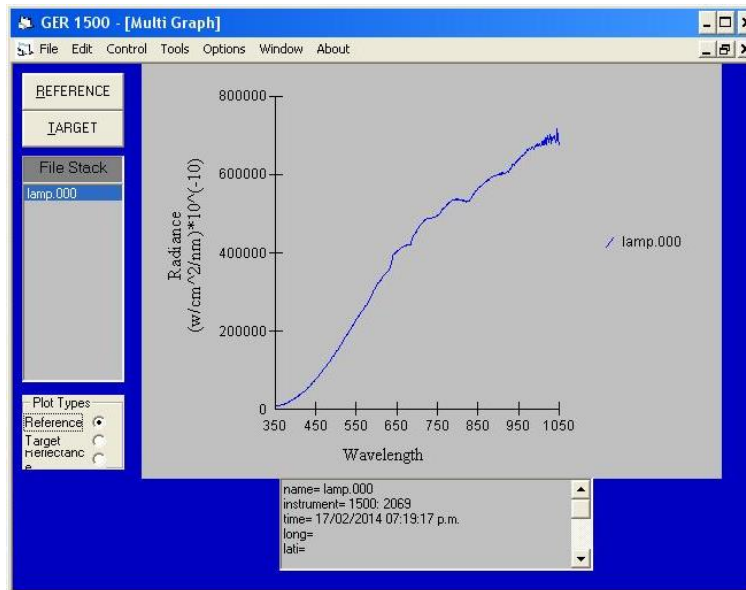 GER 1500 - [Multi Graph]
File Edit Control Tools Options Window About
REFERENCE
TARGET
File Stack
lamp.000
Plot Types
Reference
Target
Reflectanc
e
800000
600000
400000
200000
0
Radiance
(w/cm^2/nm)*10^(-10)
350 450 550 650 750 850 950 1050
Wavelength
lamp.000
name= lamp.000
instrument= 1500: 2069
time= 17/02/2014 07:19:17 p.m.
long=
lati=